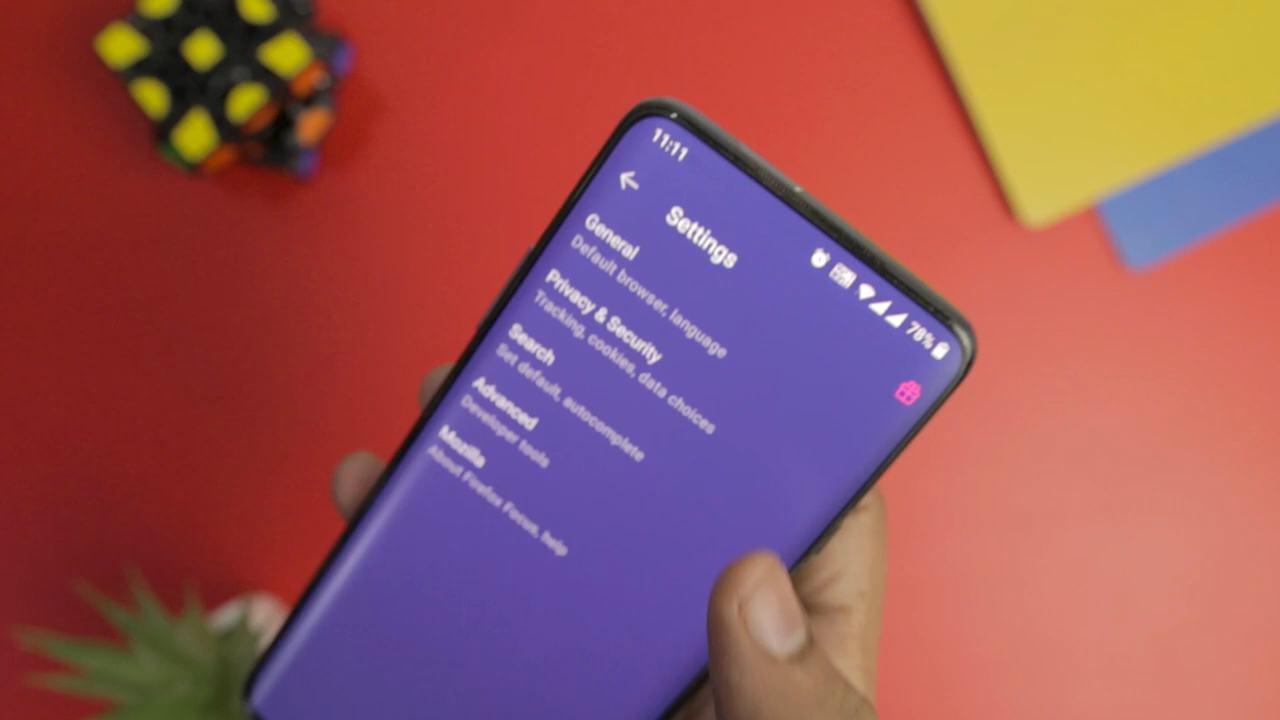 11:11
78%
Settings
General
Default browser, language
Privacy & Security
Tracking, cookies, data choices
Search
Set default, autocomplete
Advanced
Developer tools
Mozilla
About Firefox Focus, help